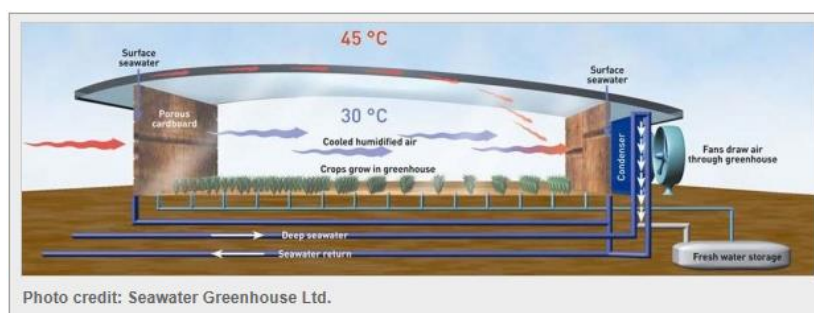 45 °C
Surface
seawater
Surface
seawater
Porous
cardboard
30 °C
Cooled humidified air
Crops grow in greenhouse
Condenser
Fans draw air
through greenhouse
Deep seawater
Seawater return
Fresh water storage
Photo credit: Seawater Greenhouse Ltd.